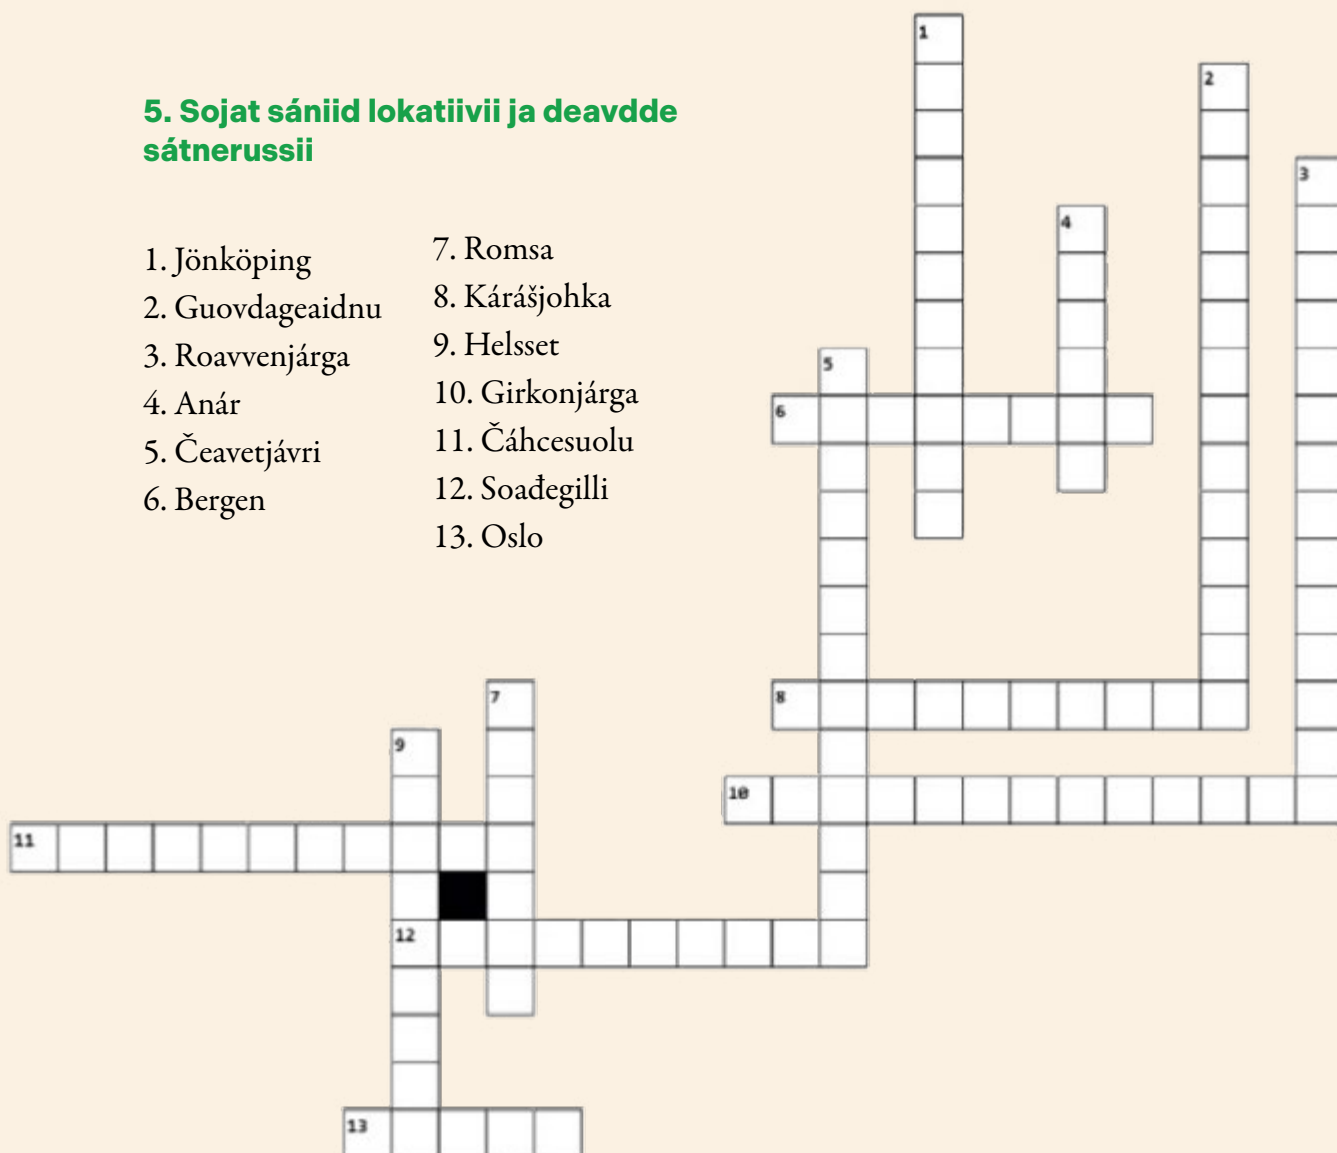 5. Sojat sániid lokatiivii ja deavdde
sátnerussii
1. Jönköping
2. Guovdageaidnu
3. Roavvenjárga
4. Anár
5. Čeavetjávri
6. Bergen
7. Romsa
8. Kárášjohka
9. Helsset
10. Girkonjárga
11. Čáhcesuolu
12. Soađegilli
13. Oslo
1
2
3
4
5
6
7
8
9
10
11
12
13